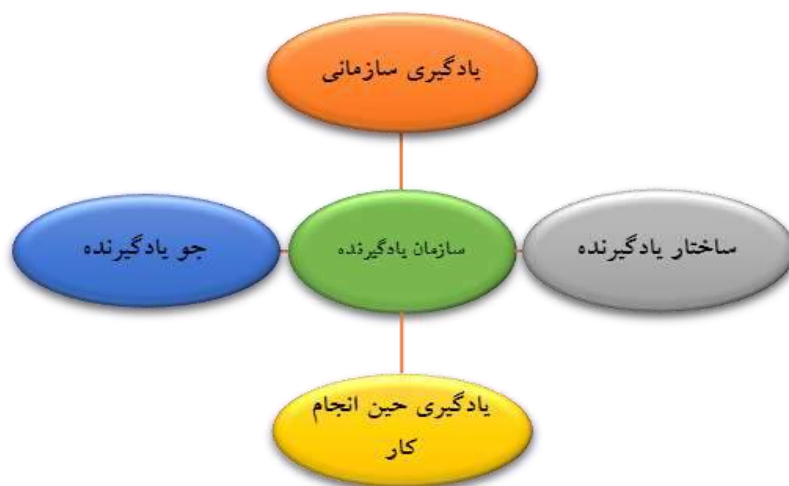 یادگیری سازمانی
ساختار یادگیرنده
سازمان یادگیرنده
جو یادگیرنده
یادگیری حین انجام
کار